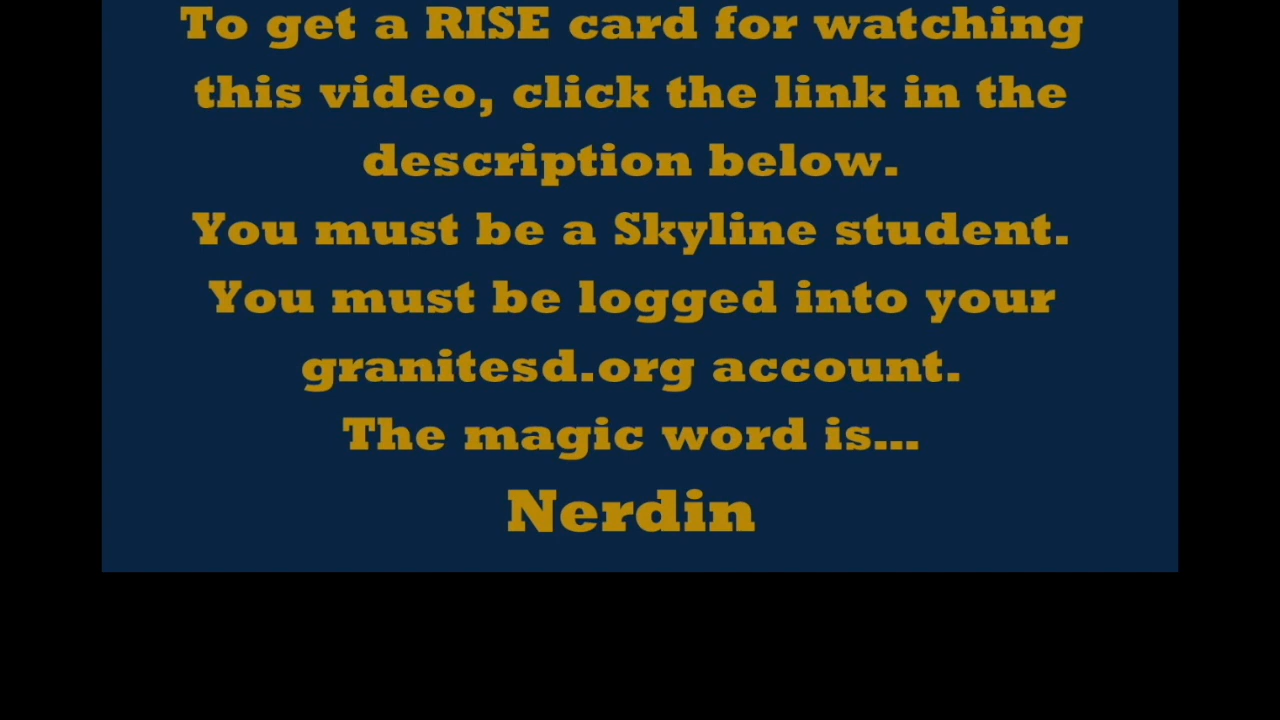 To get a RISE card for watching
this video, click the link in the
description below.
You must be a Skyline student.
You must be logged into your
granitesd.org account.
The magic word is...
Nerdin